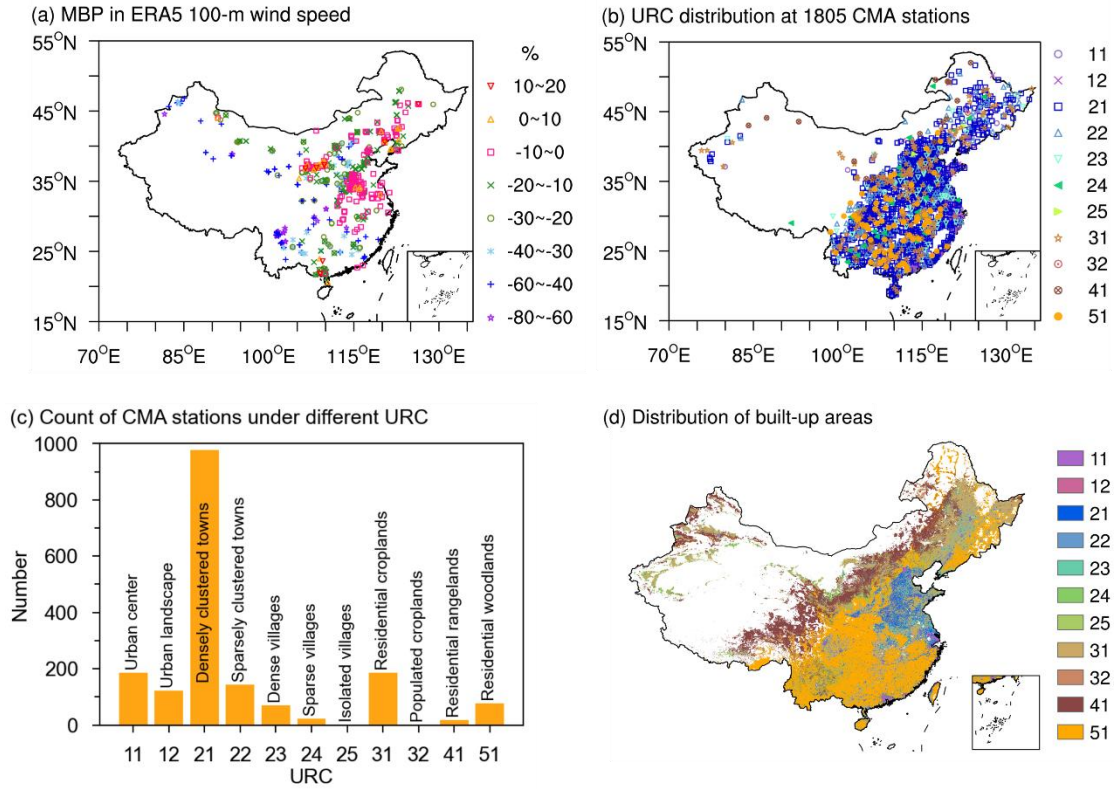 (a) MBP in ERA5 100-m wind speed
55°N
45°N
35°N
25°N
15°N
70°E 85°E 100°E 115°E 130°E
%
10~20
0~10
-10~0
-20~-10
-30~-20
-40~-30
-60~-40
-80~-60
(b) URC distribution at 1805 CMA stations
55°N
45°N
35°N
25°N
15°N
70°E 85°E 100°E 115°E 130°E
11
12
21
22
23
24
25
31
32
41
51
(c) Count of CMA stations under different URC
Number
1000
800
600
400
200
0
Urban center
Urban landscape
Densely clustered towns
Sparsely clustered towns
Dense villages
Sparse villages
Isolated villages
Residential croplands
Populated croplands
Residential rangelands
Residential woodlands
11 12 21 22 23 24 25 31 32 41 51
URC
(d) Distribution of built-up areas
11
12
21
22
23
24
25
31
32
41
51